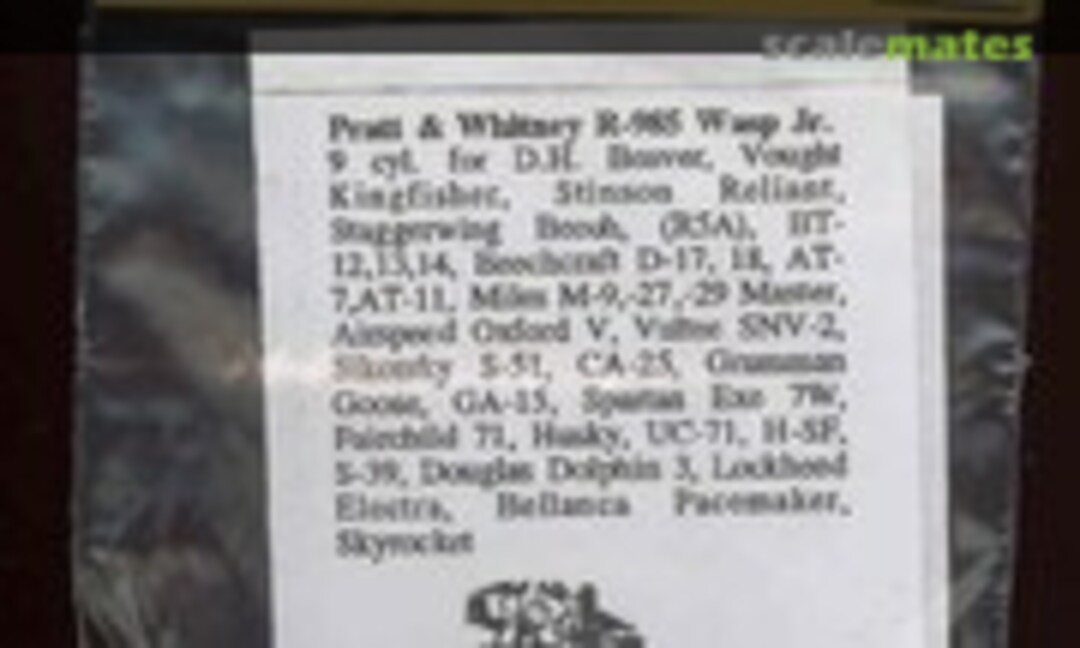 scalemates
Pratt & Whitney R-985 Wasp Jr.
9 cyl. for D.H. Beaver, Vought
Kingfisher, Stinson Reliant,
Staggerwing Beech, (R5A), BT-
12,13,14, Beechcraft D-17, 18, AT-
7,AT-11, Miles M-9,-27,-29 Master,
Airspeed Oxford V, Vultee SNV-2,
Sikorsky S-51, CA-25, Grumman
Goose, GA-15, Spartan Exe 7W,
Fairchild 71, Husky, UC-71, H-SF,
S-39, Douglas Dolphin 3, Lockheed
Electra, Bellanca Pacemaker,
Skyrocket